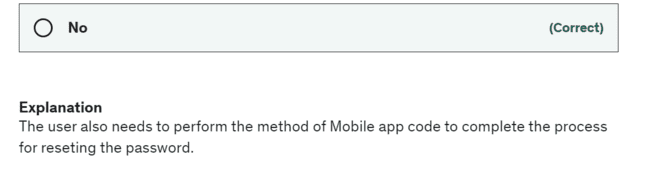 No (Correct)
Explanation
The user also needs to perform the method of Mobile app code to complete the process
for reseting the password.